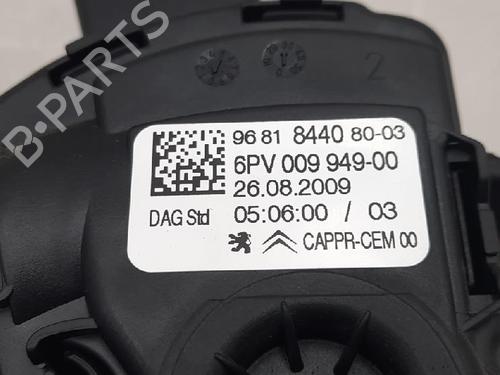 2
96 81 8440 80-03
6PV 009 949-00
26.08.2009
DAG Std 05:06:00 / 03
CAPPR-CEM 00
B-PARTS